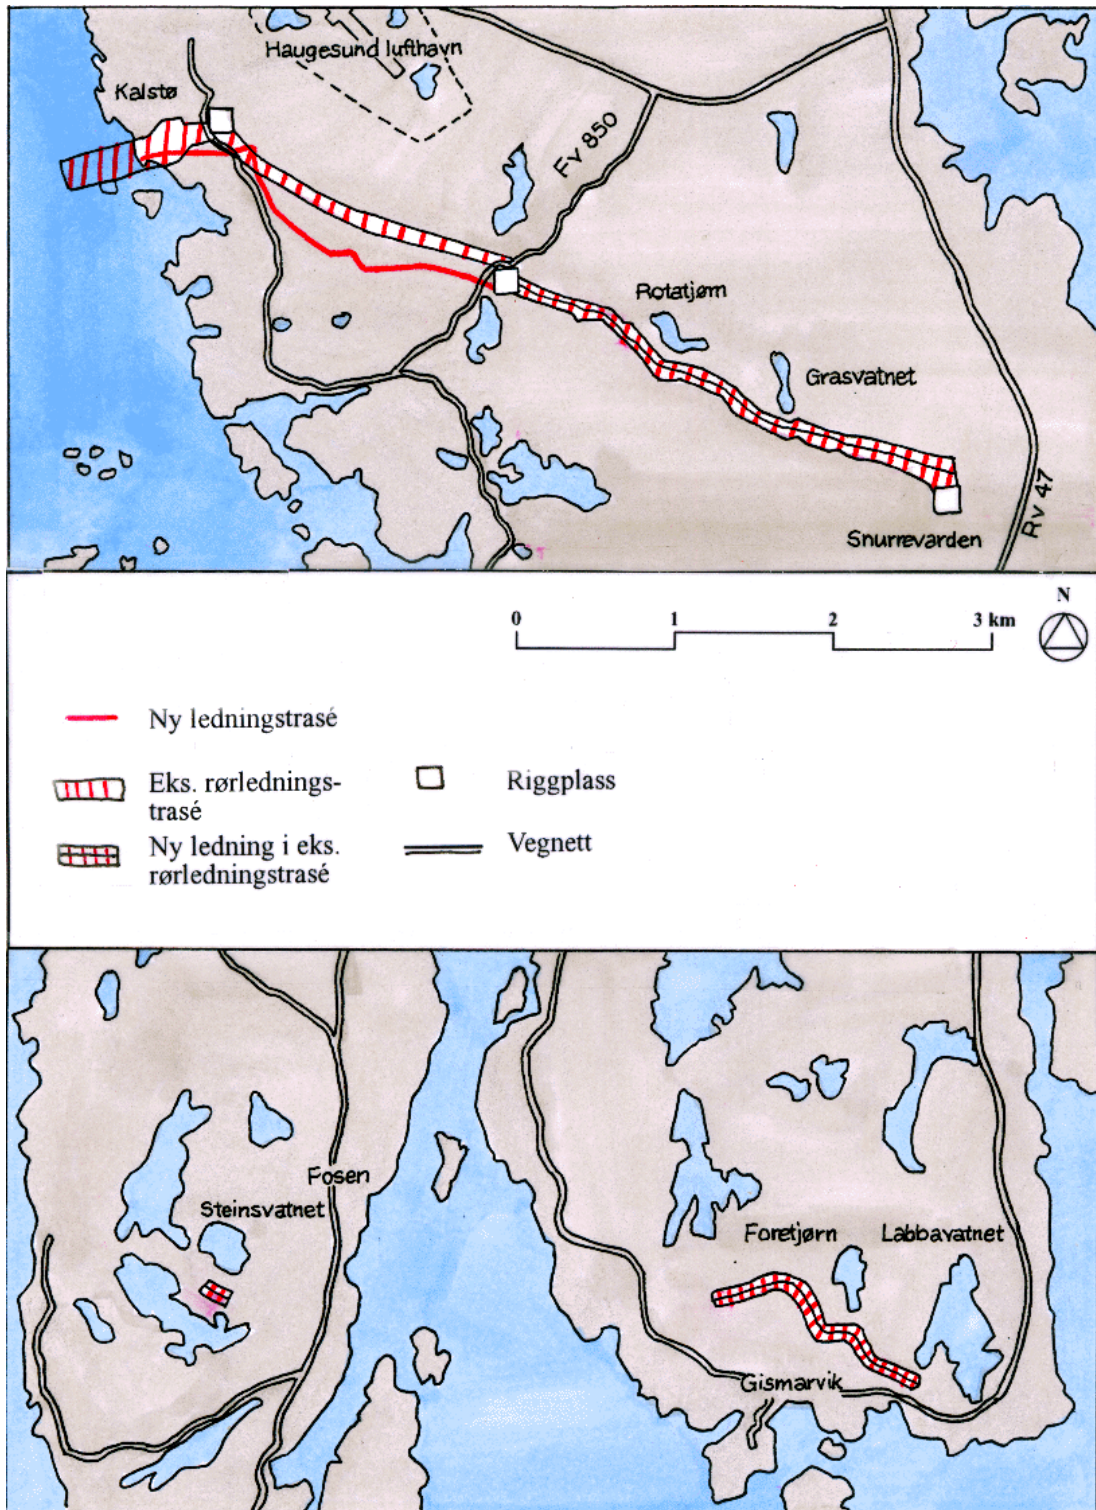 Haugesund lufthavn
Kalstø
Fv 850
Rotatjørn
Grasvatnet
Snurrevarden
Rv 47
0 1 2 3 km
N
Ny ledningstrasé
Eks. rørlednings-
trasé
Ny ledning i eks.
rørledningstrasé
Riggplass
Vegnett
Fosen
Steinsvatnet
Foretjørn
Labbavatnet
Gismarvik